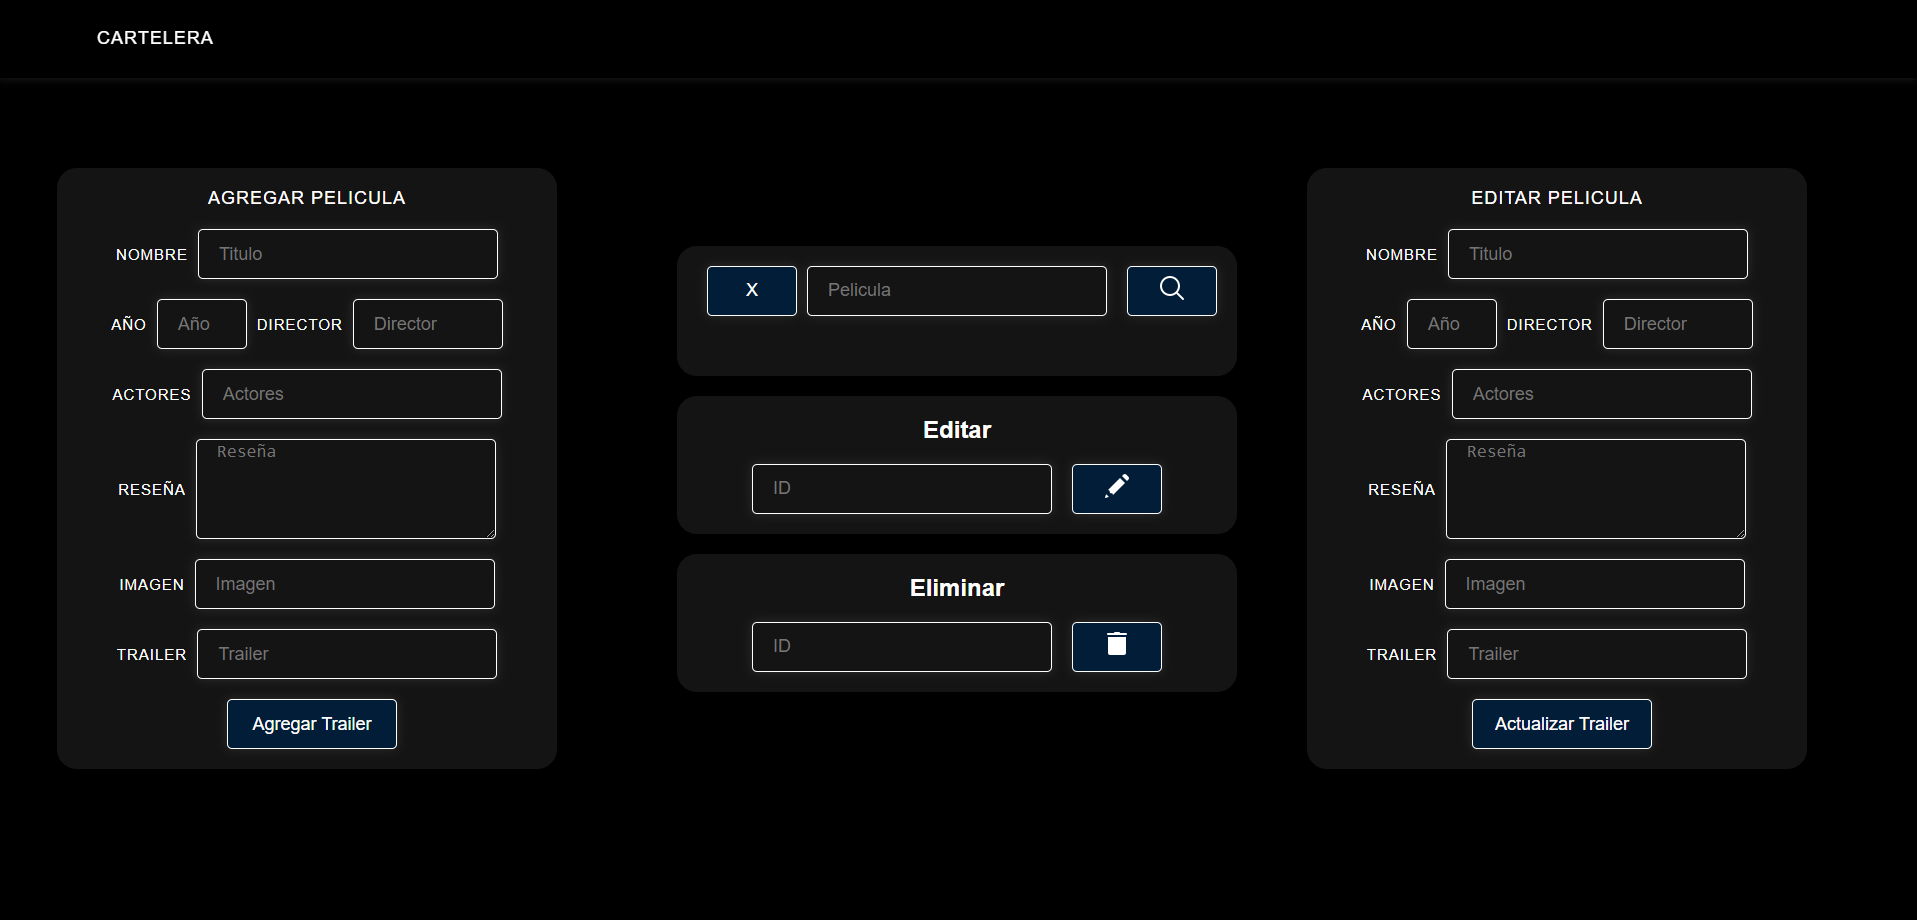 CARTELERA
AGREGAR PELICULA
NOMBRE Titulo
AÑO Año DIRECTOR Director
ACTORES Actores
RESEÑA Reseña
IMAGEN Imagen
TRAILER Trailer
Agregar Trailer
X Pelicula
Editar
ID
Eliminar
ID
EDITAR PELICULA
NOMBRE Titulo
AÑO Año DIRECTOR Director
ACTORES Actores
RESEÑA Reseña
IMAGEN Imagen
TRAILER Trailer
Actualizar Trailer